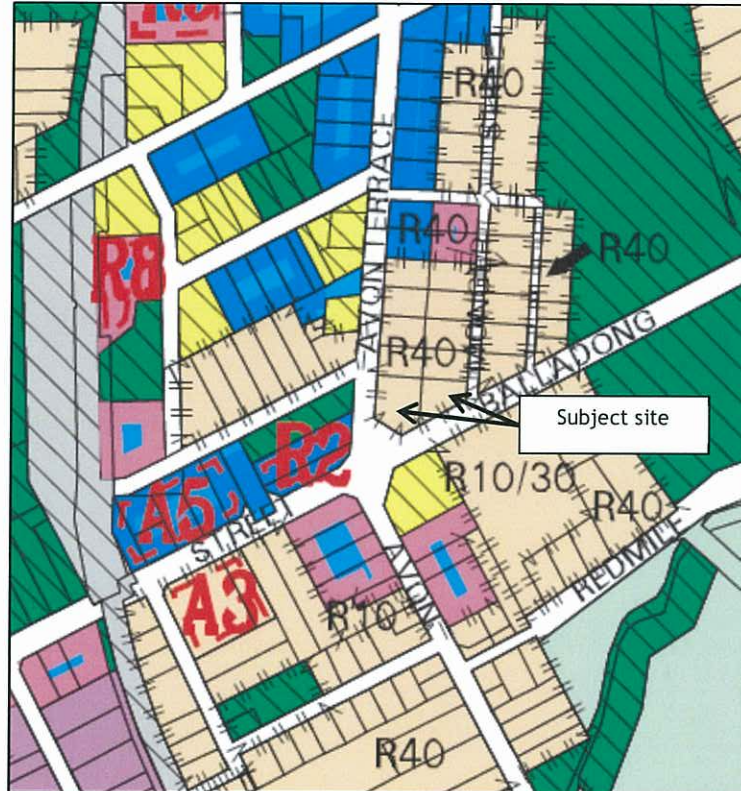 R40
AVON TERRACE
R40
R40
R8
R40
BALLADONG
Subject site
R2
R10/30
A5
R40
STREET
AVON
REDMILE
A3
R10
R40